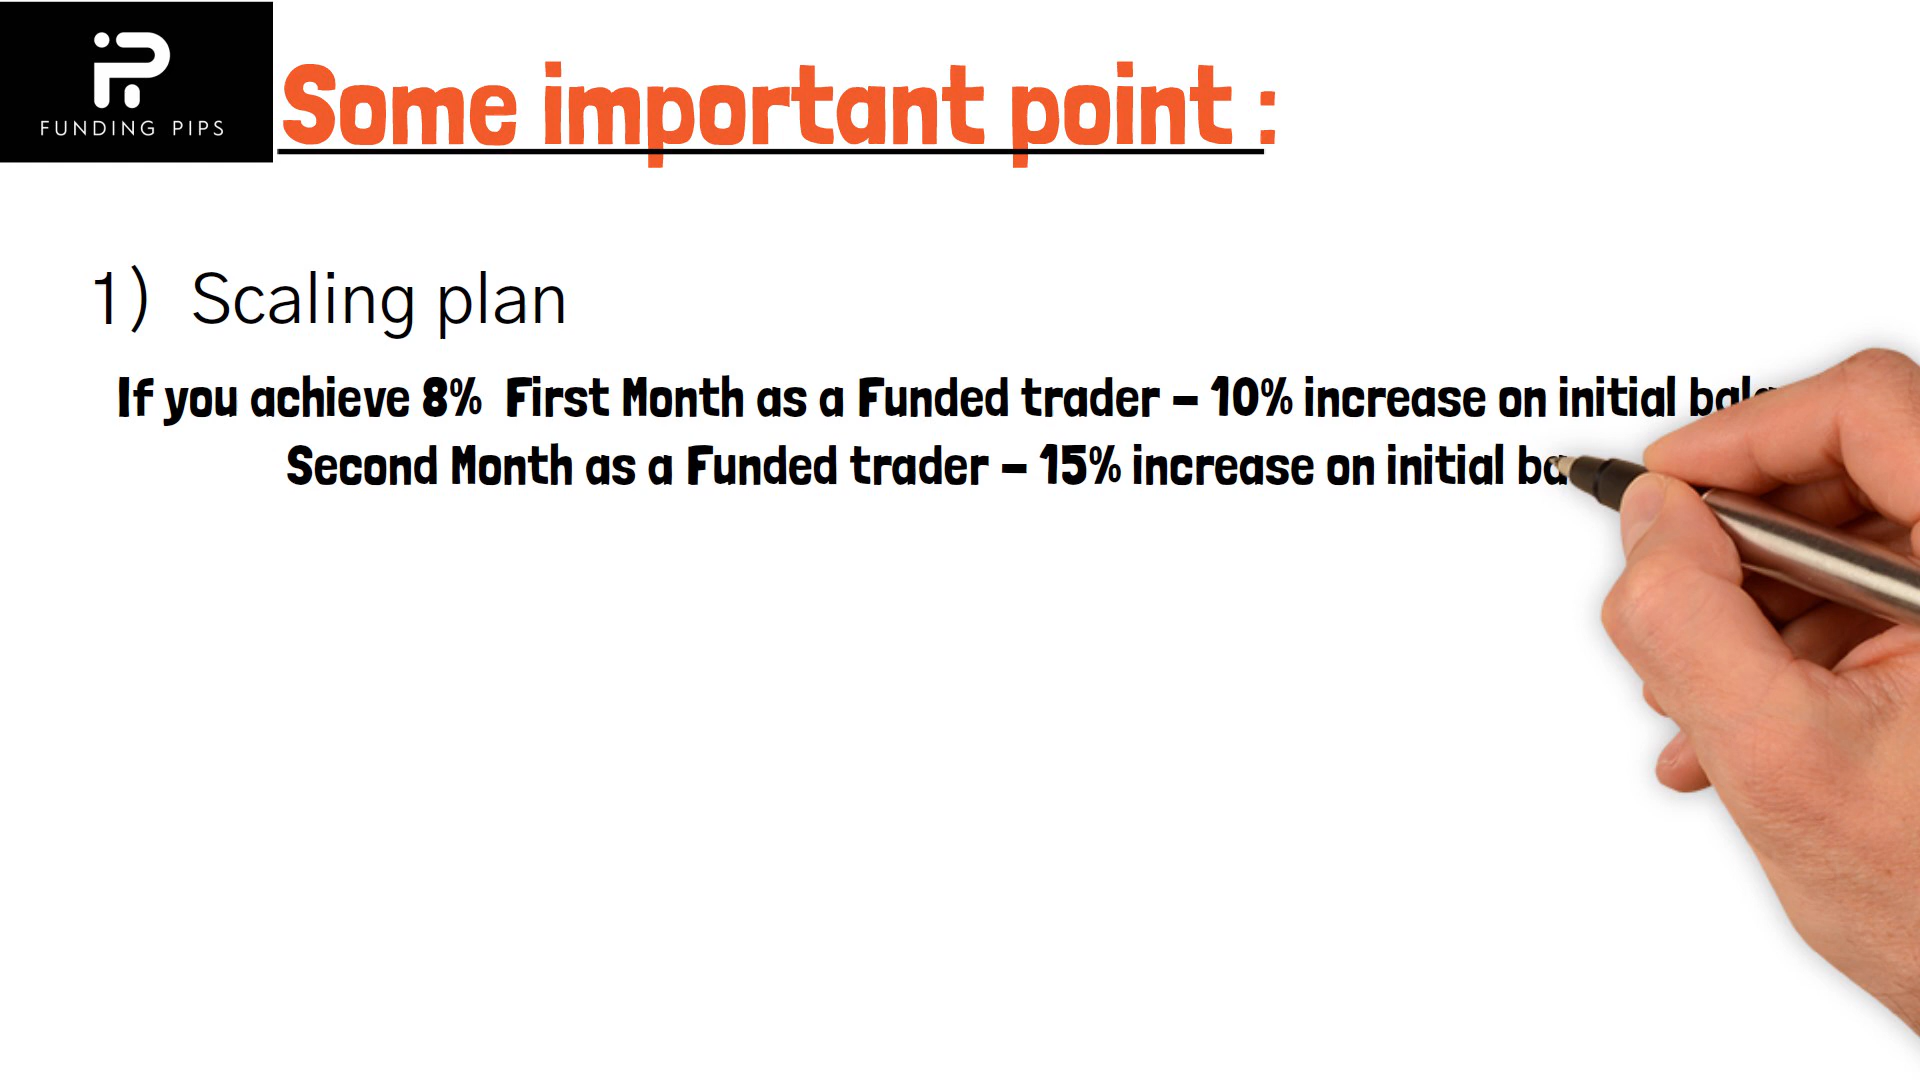 FUNDING PIPS
Some important point :
1) Scaling plan
If you achieve 8% First Month as a Funded trader – 10% increase on initial
Second Month as a Funded trader – 15% increase on initial